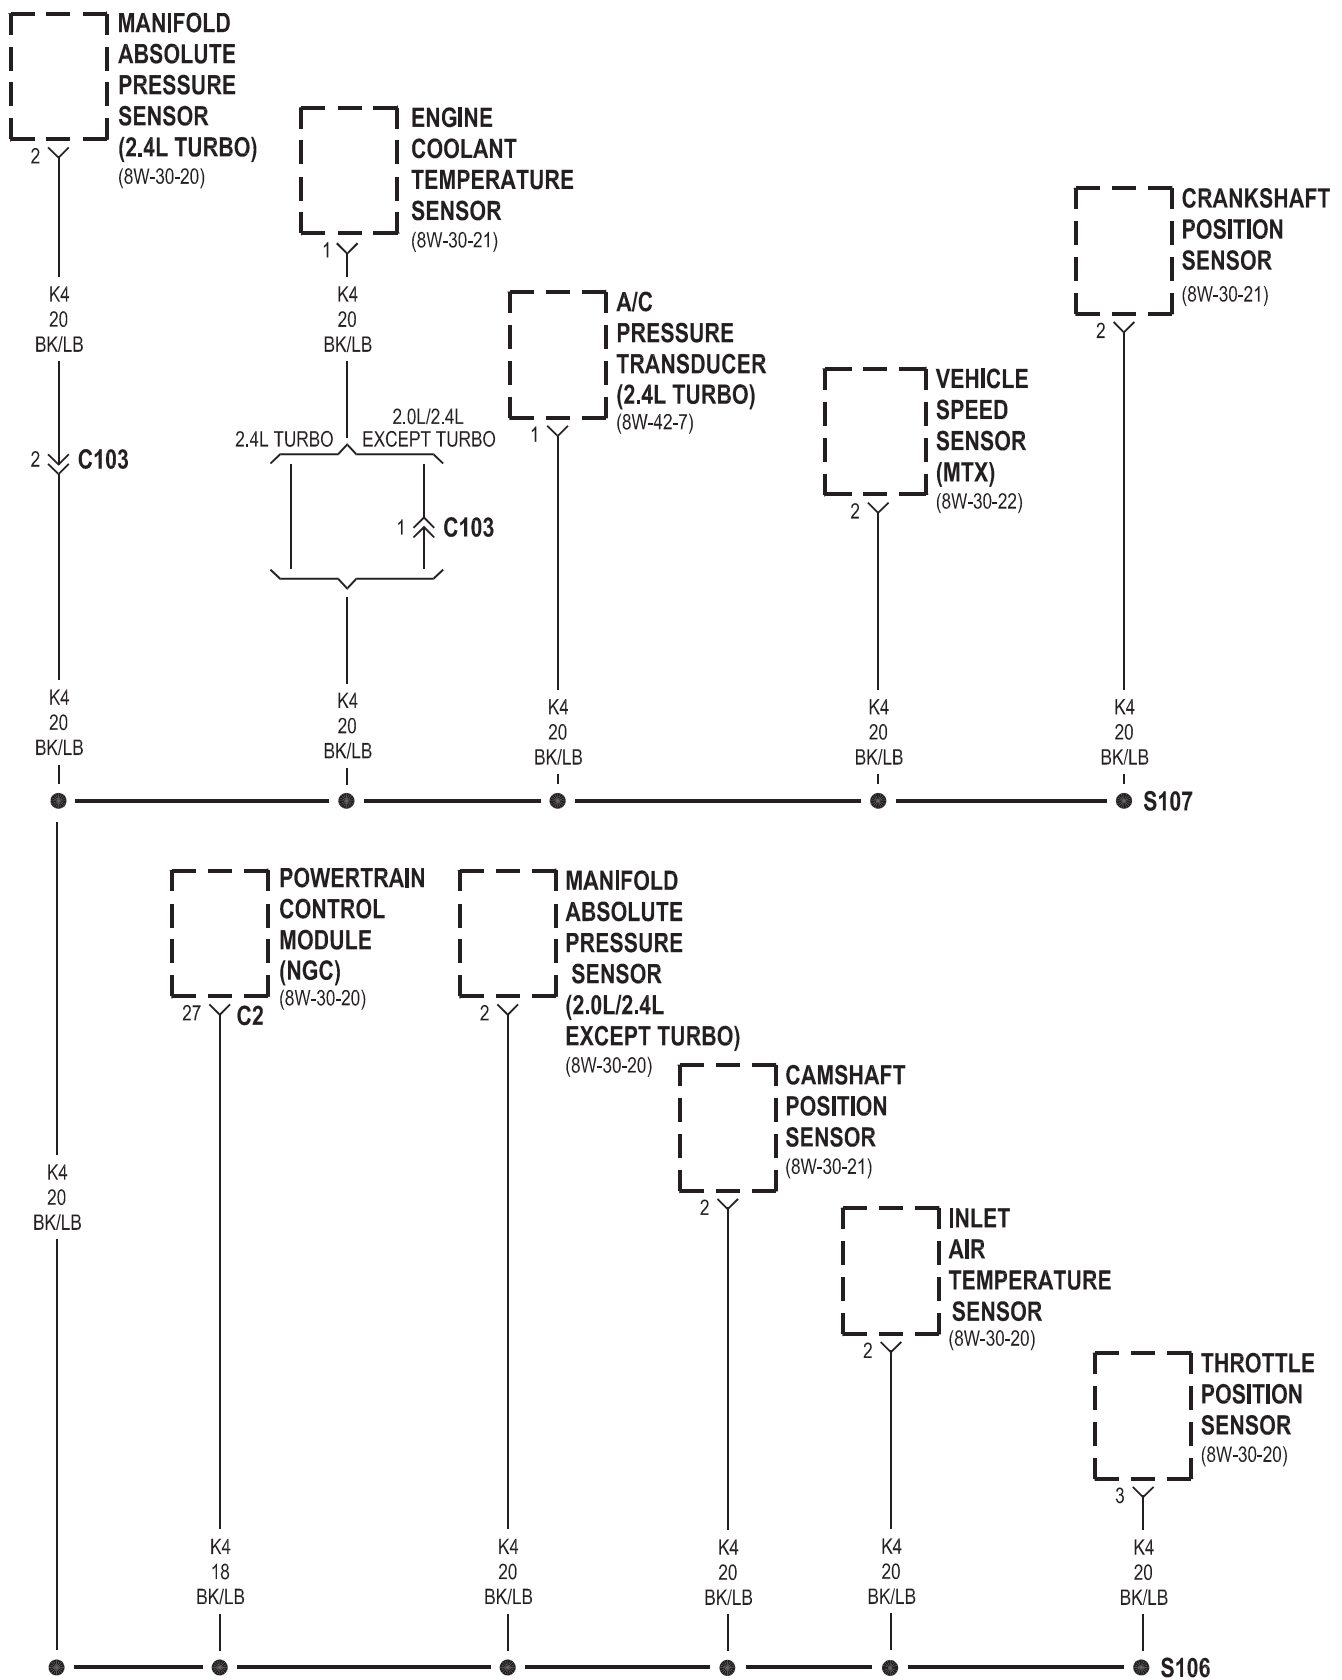 MANIFOLD
ABSOLUTE
PRESSURE
SENSOR
(2.4L TURBO)
(8W-30-20)
2
K4
20
BK/LB
2
C103
K4
20
BK/LB
ENGINE
COOLANT
TEMPERATURE
SENSOR
(8W-30-21)
1
K4
20
BK/LB
2.4L TURBO
2.0L/2.4L
EXCEPT TURBO
1
C103
K4
20
BK/LB
A/C
PRESSURE
TRANSDUCER
(2.4L TURBO)
(8W-42-7)
1
K4
20
BK/LB
VEHICLE
SPEED
SENSOR
(MTX)
(8W-30-22)
2
K4
20
BK/LB
CRANKSHAFT
POSITION
SENSOR
(8W-30-21)
2
K4
20
BK/LB
S107
K4
20
BK/LB
POWERTRAIN
CONTROL
MODULE
(NGC)
(8W-30-20)
27
C2
K4
18
BK/LB
MANIFOLD
ABSOLUTE
PRESSURE
SENSOR
(2.0L/2.4L
EXCEPT TURBO)
(8W-30-20)
2
K4
20
BK/LB
CAMSHAFT
POSITION
SENSOR
(8W-30-21)
2
K4
20
BK/LB
INLET
AIR
TEMPERATURE
SENSOR
(8W-30-20)
2
K4
20
BK/LB
THROTTLE
POSITION
SENSOR
(8W-30-20)
3
K4
20
BK/LB
S106